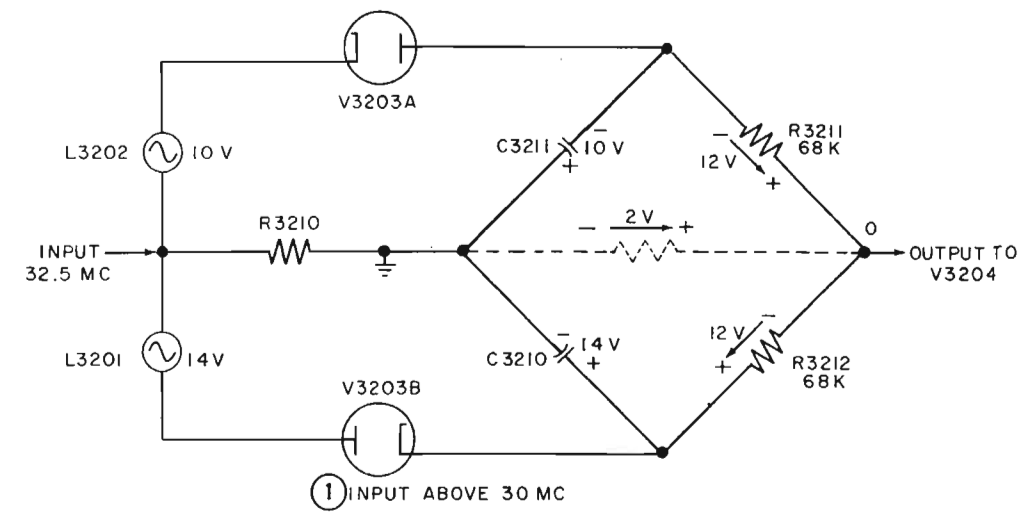 V3203A
L3202
10 V
C3211
−
10 V
+
−
12 V
+
R3211
68 K
R3210
−
2 V
+
O
INPUT
32.5 MC
OUTPUT TO
V3204
L3201
14 V
C3210
−
14 V
+
12 V
−
+
R3212
68 K
V3203B
1 INPUT ABOVE 30 MC